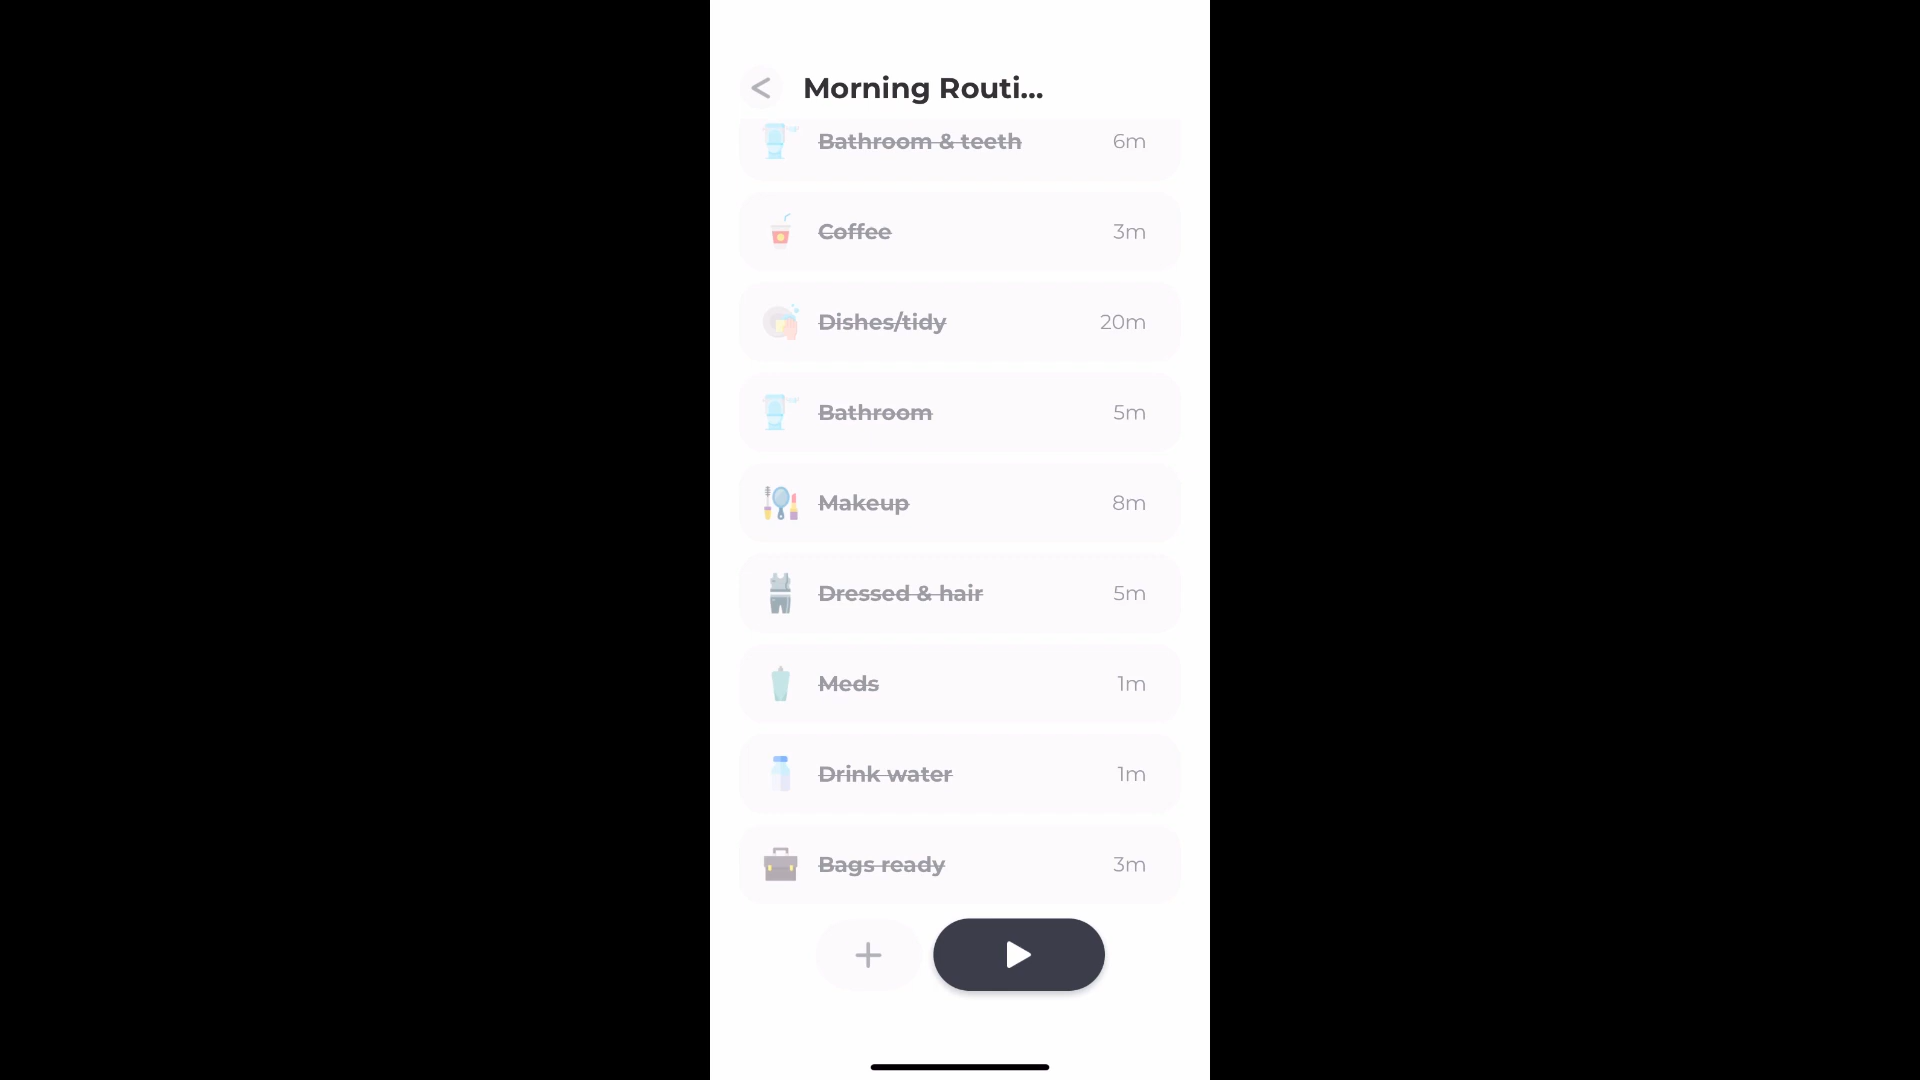 Morning Routi...
Bathroom & teeth 6m
Coffee 3m
Dishes/tidy 20m
Bathroom 5m
Makeup 8m
Dressed & hair 5m
Meds 1m
Drink water 1m
Bags ready 3m